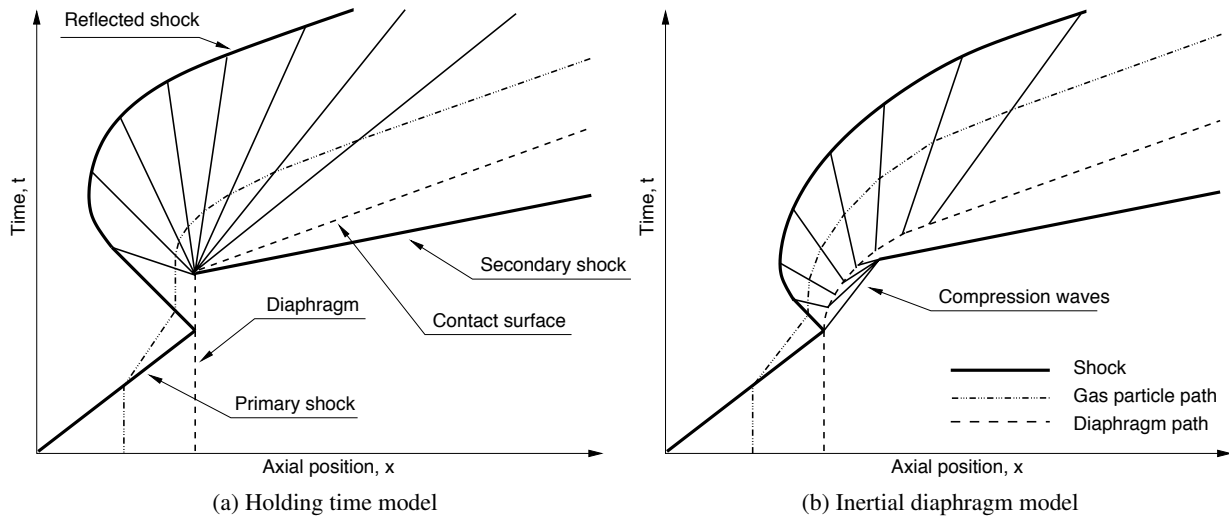 Reflected shock
Time, t
Secondary shock
Diaphragm
Contact surface
Primary shock
Axial position, x
(a) Holding time model
Time, t
Compression waves
Shock
Gas particle path
Diaphragm path
Axial position, x
(b) Inertial diaphragm model